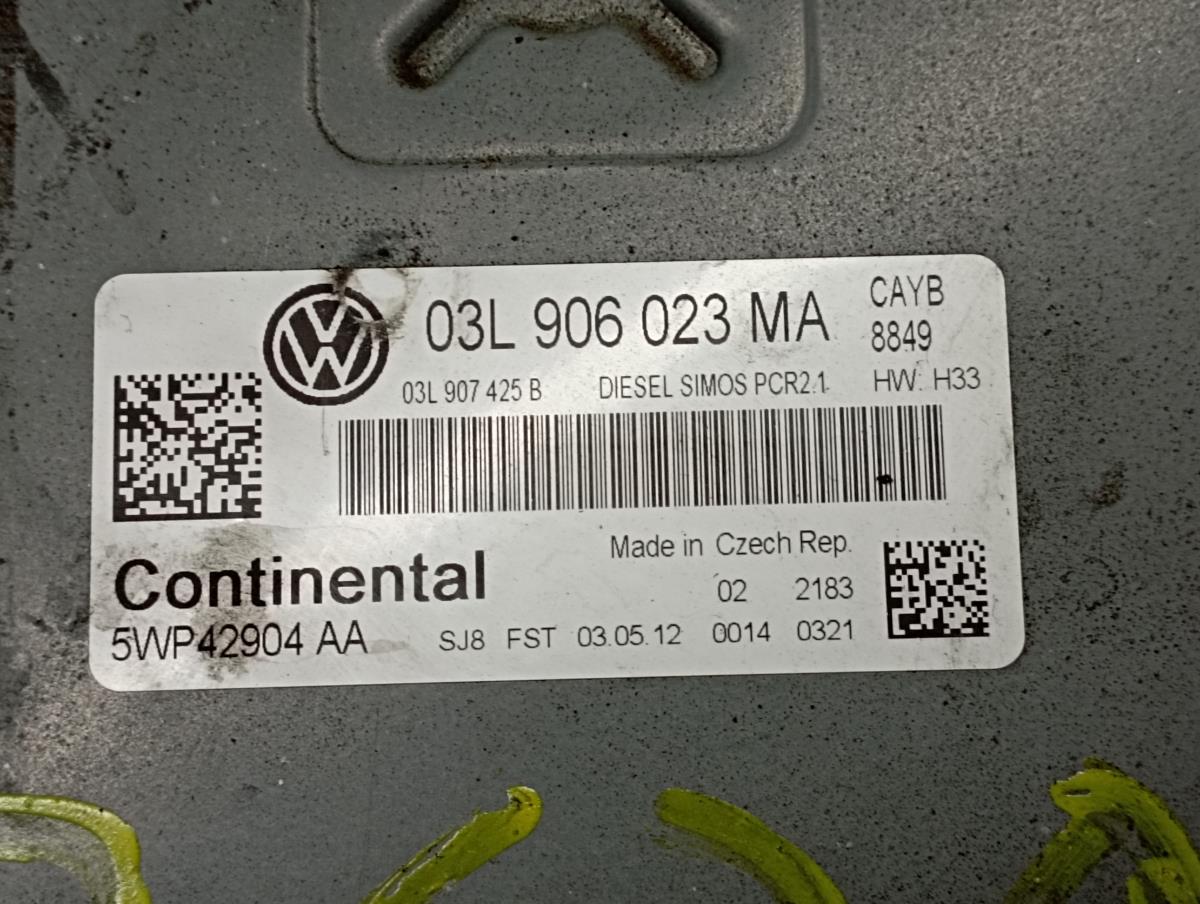 03L 906 023 MA
CAYB
8849
03L 907 425 B DIESEL SIMOS PCR2.1 HW: H33
Continental
Made in Czech Rep.
02 2183
5WP42904 AA SJ8 FST 03.05.12 0014 0321